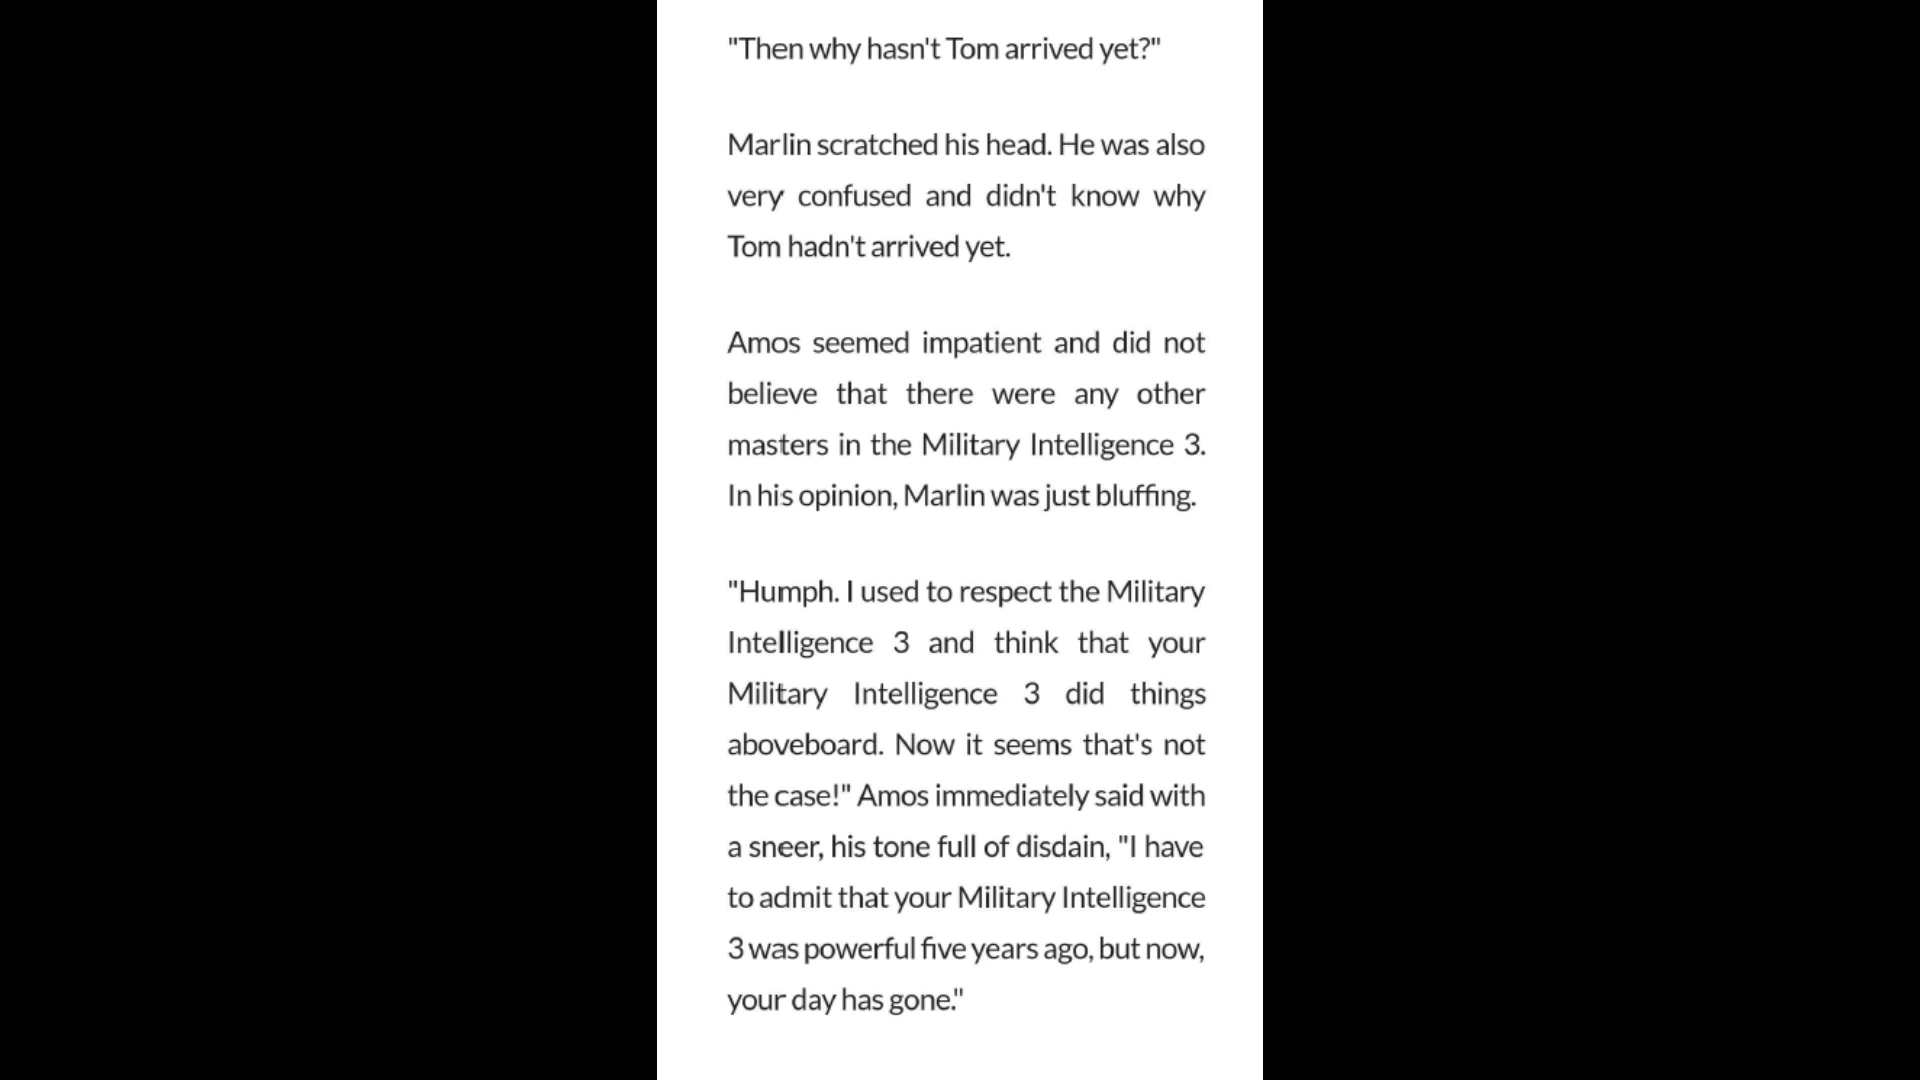 "Then why hasn't Tom arrived yet?"
Marlin scratched his head. He was also
very confused and didn't know why
Tom hadn't arrived yet.
Amos seemed impatient and did not
believe that there were any other
masters in the Military Intelligence 3.
In his opinion, Marlin was just bluffing.
"Humph. I used to respect the Military
Intelligence 3 and think that your
Military Intelligence 3 did things
aboveboard. Now it seems that's not
the case!" Amos immediately said with
a sneer, his tone full of disdain, "I have
to admit that your Military Intelligence
3 was powerful five years ago, but now,
your day has gone."